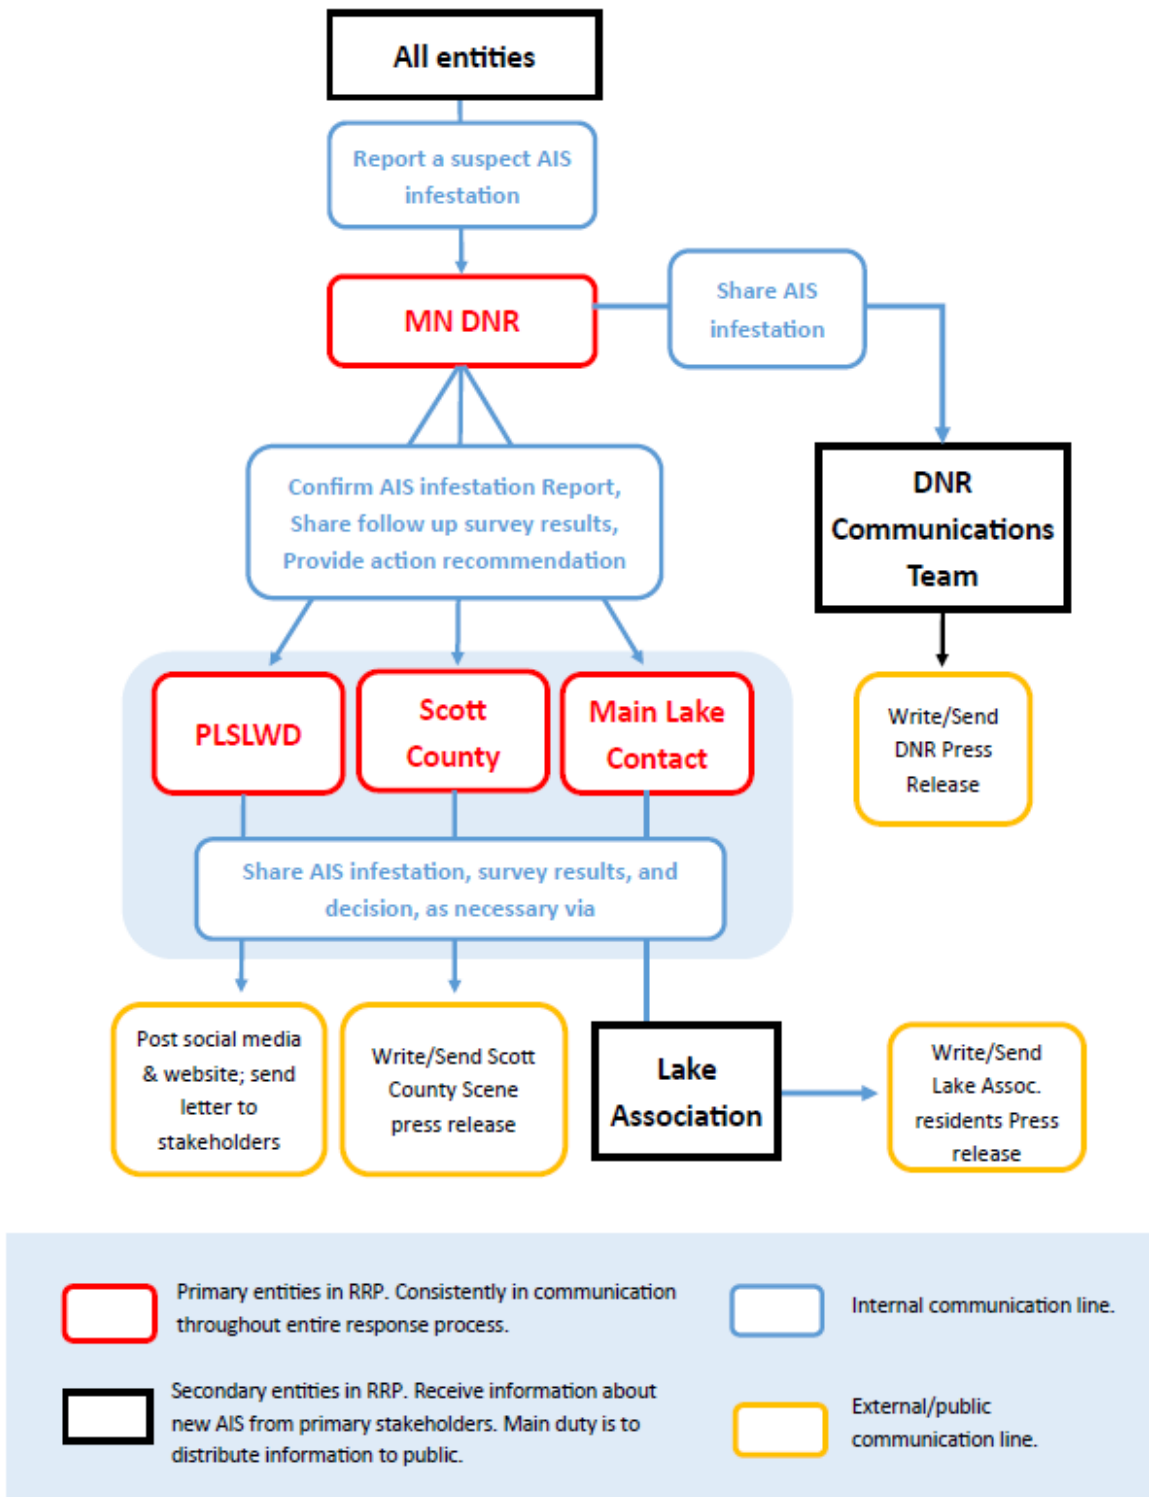 All entities
Report a suspect AIS
infestation
MN DNR
Share AIS
infestation
Confirm AIS infestation Report,
Share follow up survey results,
Provide action recommendation
DNR
Communications
Team
PLSLWD
Scott
County
Main Lake
Contact
Write/Send
DNR Press
Release
Share AIS infestation, survey results, and
decision, as necessary via
Post social media
& website; send
letter to
stakeholders
Write/Send Scott
County Scene
press release
Lake
Association
Write/Send
Lake Assoc.
residents Press
release
Primary entities in RRP. Consistently in communication
throughout entire response process.
Internal communication line.
Secondary entities in RRP. Receive information about
new AIS from primary stakeholders. Main duty is to
distribute information to public.
External/public
communication line.